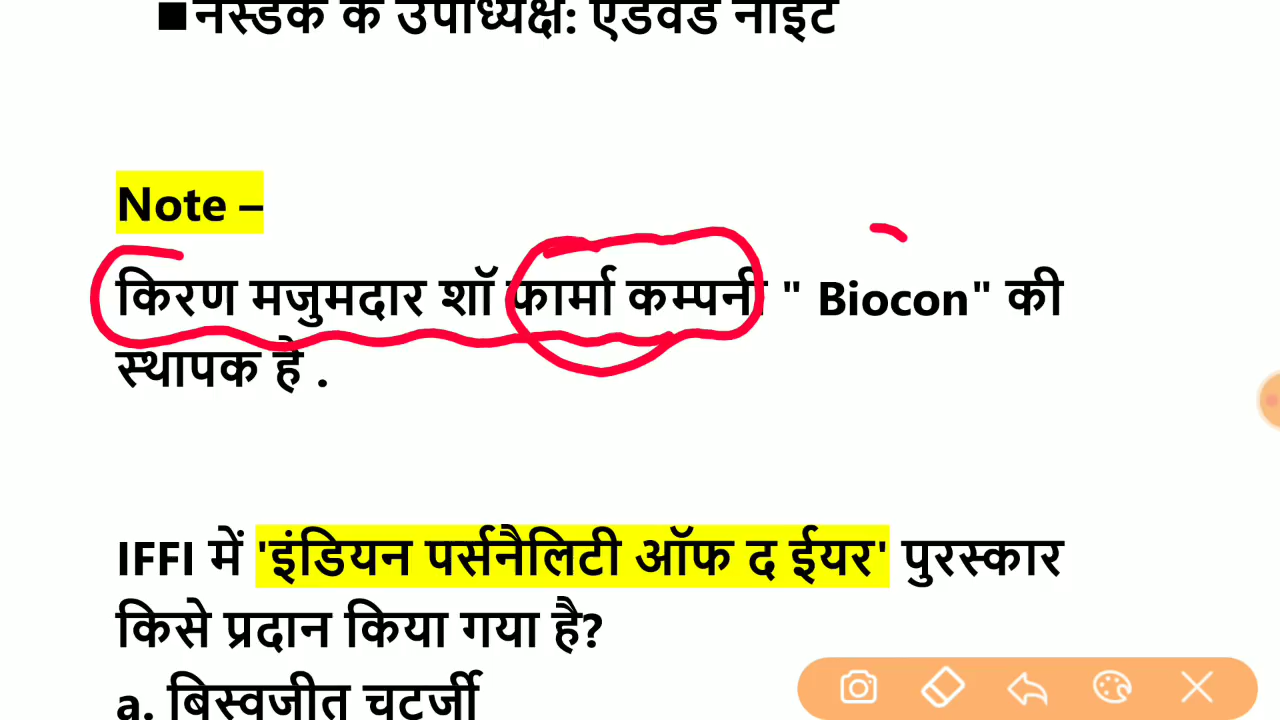 ■नेस्डेक के उपाध्यक्ष: एडवर्ड नाईट
Note –
किरण मजुमदार शॉ फार्मा कम्पनी " Biocon" की
स्थापक हे .
IFFI में 'इंडियन पर्सनैलिटी ऑफ द ईयर' पुरस्कार
किसे प्रदान किया गया है?
a. बिस्वजीत चटर्जी